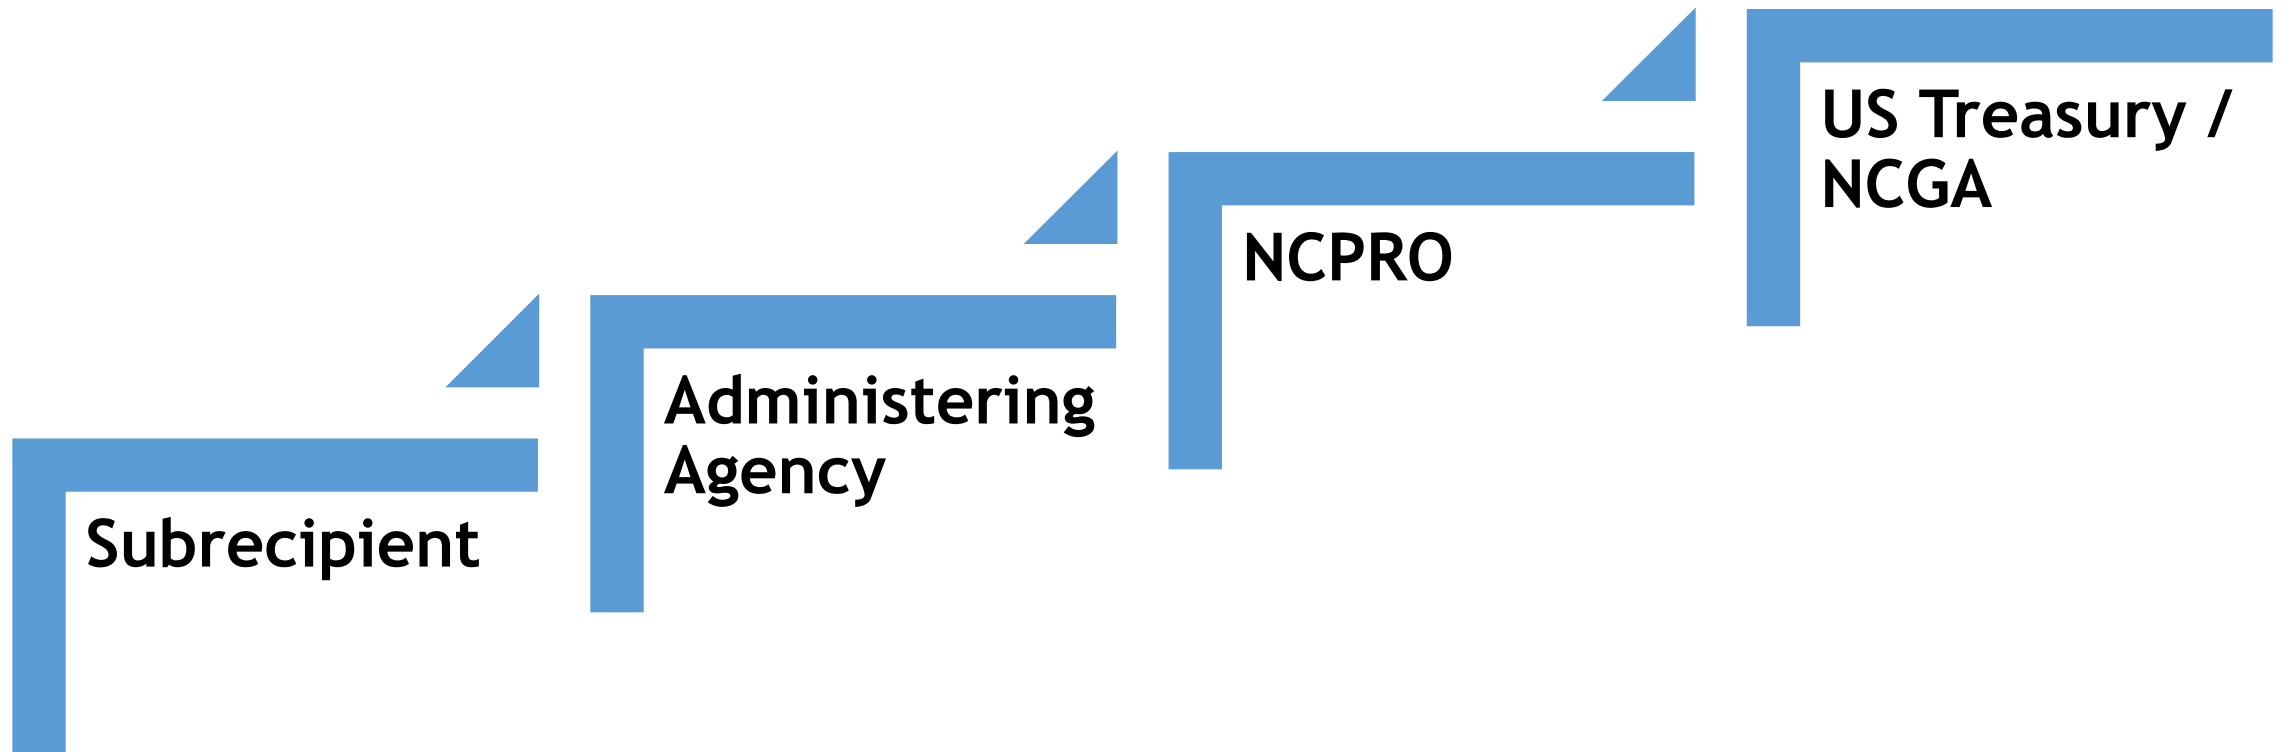 Subrecipient
Administering
Agency
NCPRO
US Treasury /
NCGA